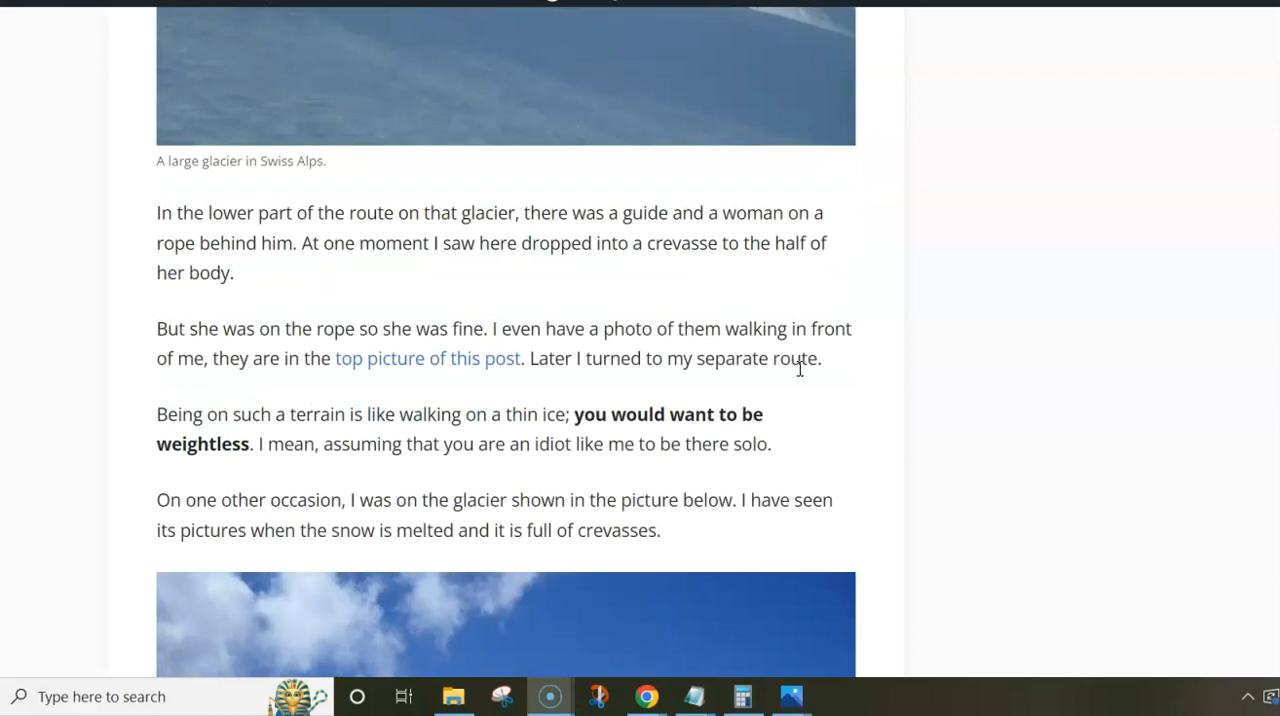 A large glacier in Swiss Alps.
In the lower part of the route on that glacier, there was a guide and a woman on a
rope behind him. At one moment I saw here dropped into a crevasse to the half of
her body.
But she was on the rope so she was fine. I even have a photo of them walking in front
of me, they are in the top picture of this post. Later I turned to my separate route.
Being on such a terrain is like walking on a thin ice; you would want to be
weightless. I mean, assuming that you are an idiot like me to be there solo.
On one other occasion, I was on the glacier shown in the picture below. I have seen
its pictures when the snow is melted and it is full of crevasses.
Type here to search